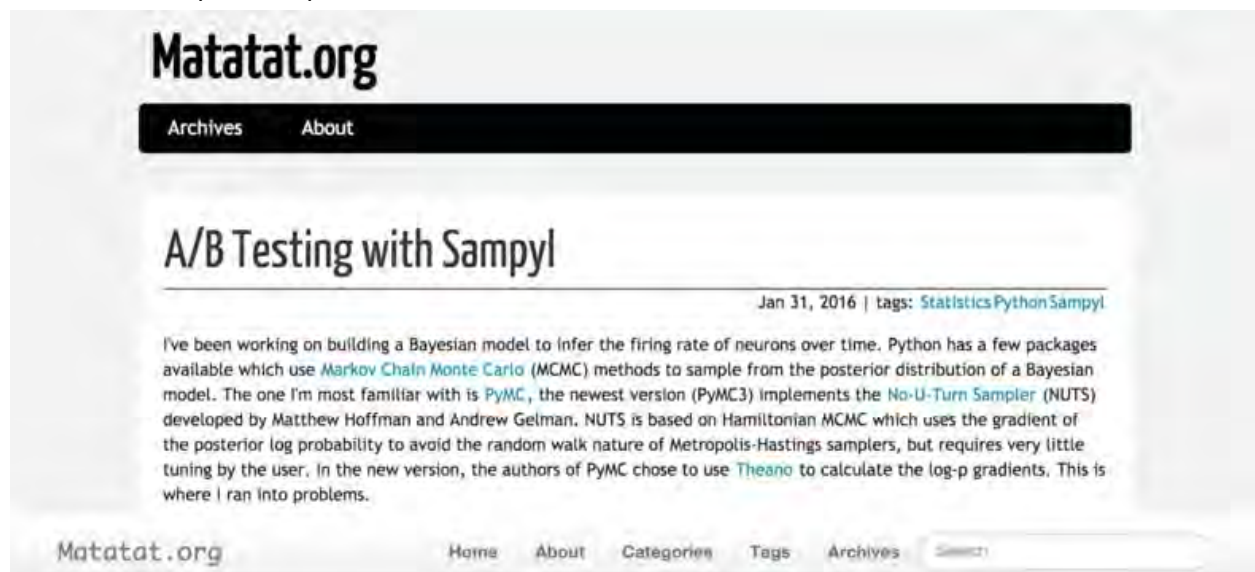 Matatat.org
Archives About
A/B Testing with Sampyl
Jan 31, 2016 | tags: Statistics Python Sampyl
I've been working on building a Bayesian model to infer the firing rate of neurons over time. Python has a few packages
available which use Markov Chain Monte Carlo (MCMC) methods to sample from the posterior distribution of a Bayesian
model. The one I'm most familiar with is PyMC, the newest version (PyMC3) implements the No-U-Turn Sampler (NUTS)
developed by Matthew Hoffman and Andrew Gelman. NUTS is based on Hamiltonian MCMC which uses the gradient of
the posterior log probability to avoid the random walk nature of Metropolis-Hastings samplers, but requires very little
tuning by the user. In the new version, the authors of PyMC chose to use Theano to calculate the log-p gradients. This is
where I ran into problems.
Matatat.org Home About Categories Tags Archives Search